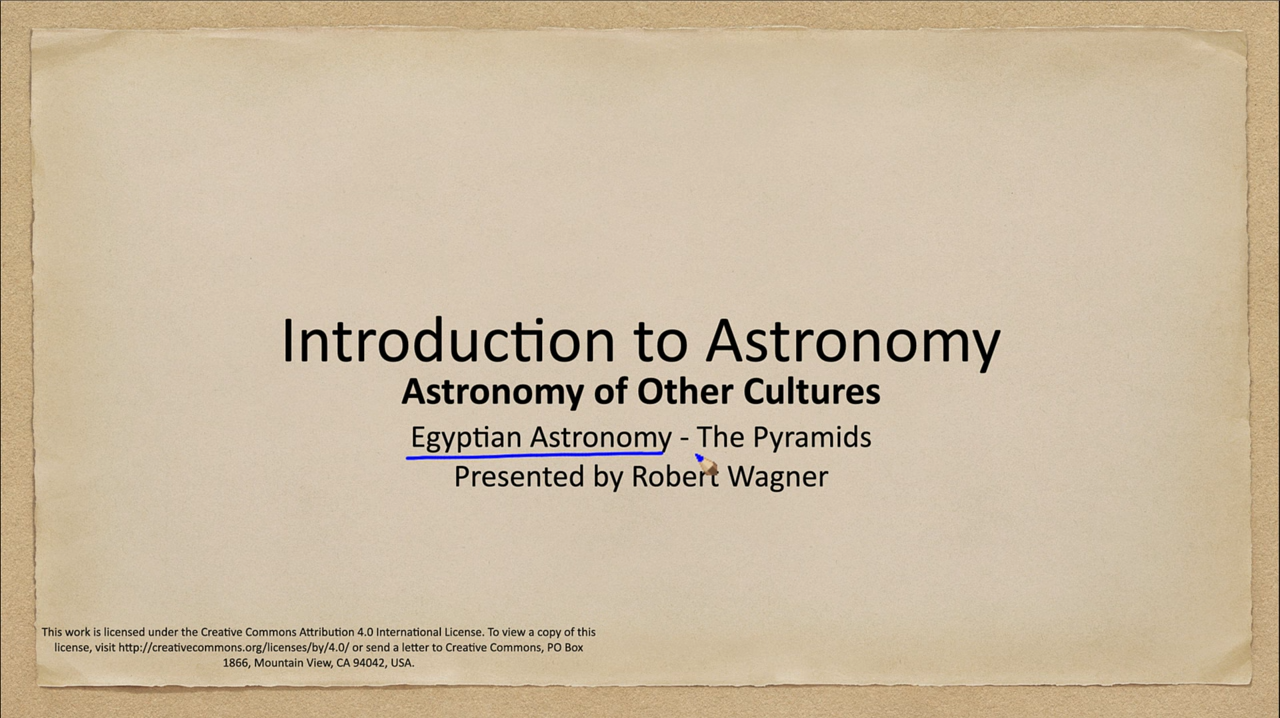 Introduction to Astronomy
Astronomy of Other Cultures
Egyptian Astronomy - The Pyramids
Presented by Robert Wagner
This work is licensed under the Creative Commons Attribution 4.0 International License. To view a copy of this
license, visit http://creativecommons.org/licenses/by/4.0/ or send a letter to Creative Commons, PO Box
1866, Mountain View, CA 94042, USA.